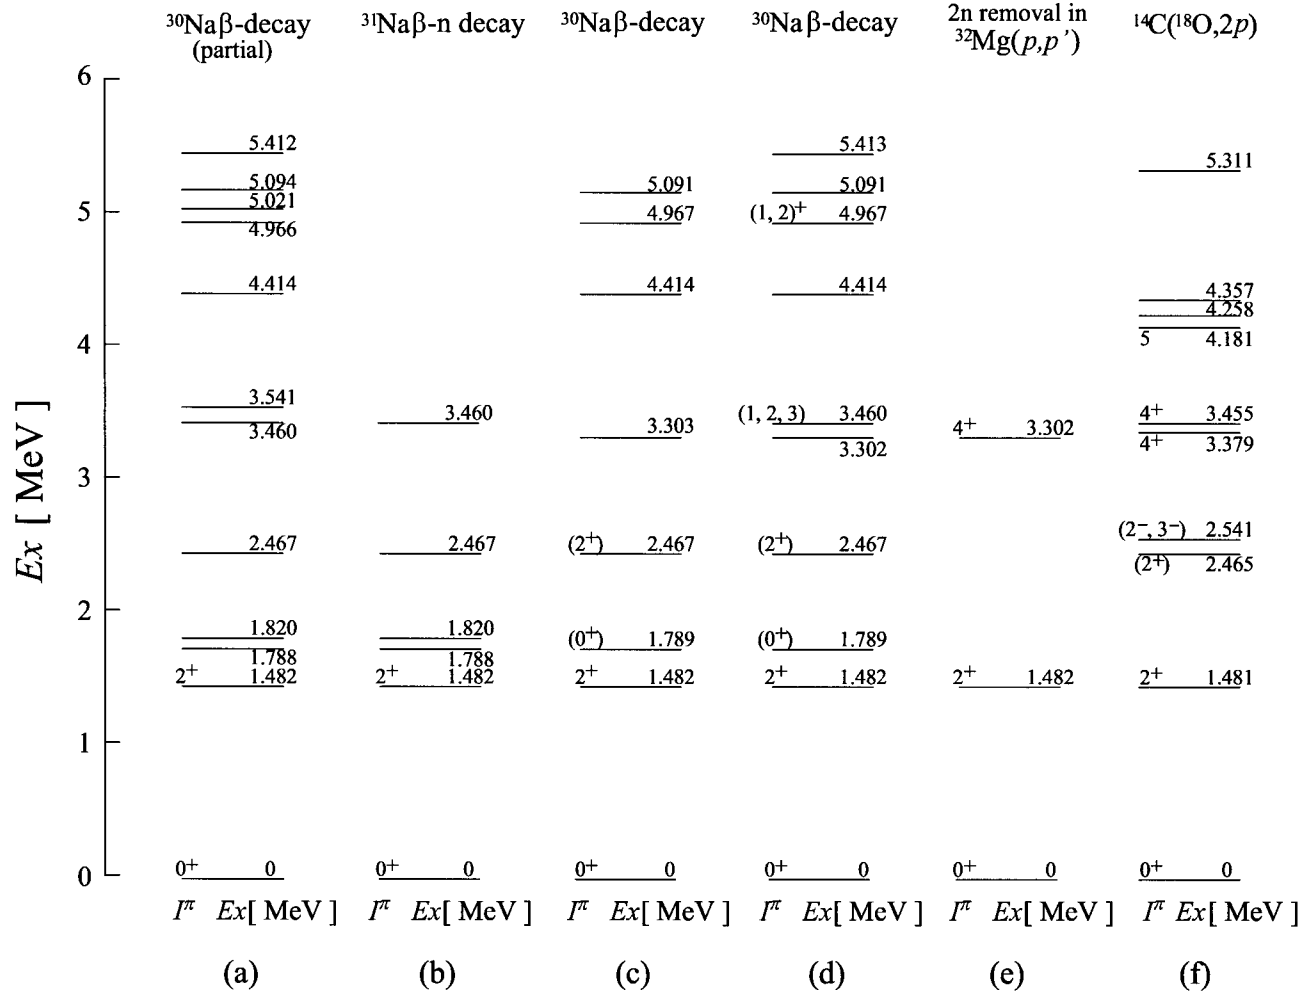 ³⁰Naβ-decay
(partial)
³¹Naβ-n decay
³⁰Naβ-decay
³⁰Naβ-decay
2n removal in
³²Mg(p,p’)
¹⁴C(¹⁸O,2p)
Ex [ MeV ]
6
5
4
3
2
1
0
5.412
5.094
5.021
4.966
4.414
3.541
3.460
2.467
1.820
1.788
2⁺ 1.482
0⁺ 0
I^π Ex[ MeV ]
(a)
3.460
2.467
1.820
1.788
2⁺ 1.482
0⁺ 0
I^π Ex[ MeV ]
(b)
5.091
4.967
4.414
3.303
(2⁺) 2.467
(0⁺) 1.789
2⁺ 1.482
0⁺ 0
I^π Ex[ MeV ]
(c)
5.413
5.091
(1, 2)⁺ 4.967
4.414
(1, 2, 3) 3.460
3.302
(2⁺) 2.467
(0⁺) 1.789
2⁺ 1.482
0⁺ 0
I^π Ex[ MeV ]
(d)
4⁺ 3.302
2⁺ 1.482
0⁺ 0
I^π Ex[ MeV ]
(e)
5.311
4.357
4.258
5 4.181
4⁺ 3.455
4⁺ 3.379
(2⁻, 3⁻) 2.541
(2⁺) 2.465
2⁺ 1.481
0⁺ 0
I^π Ex[ MeV ]
(f)